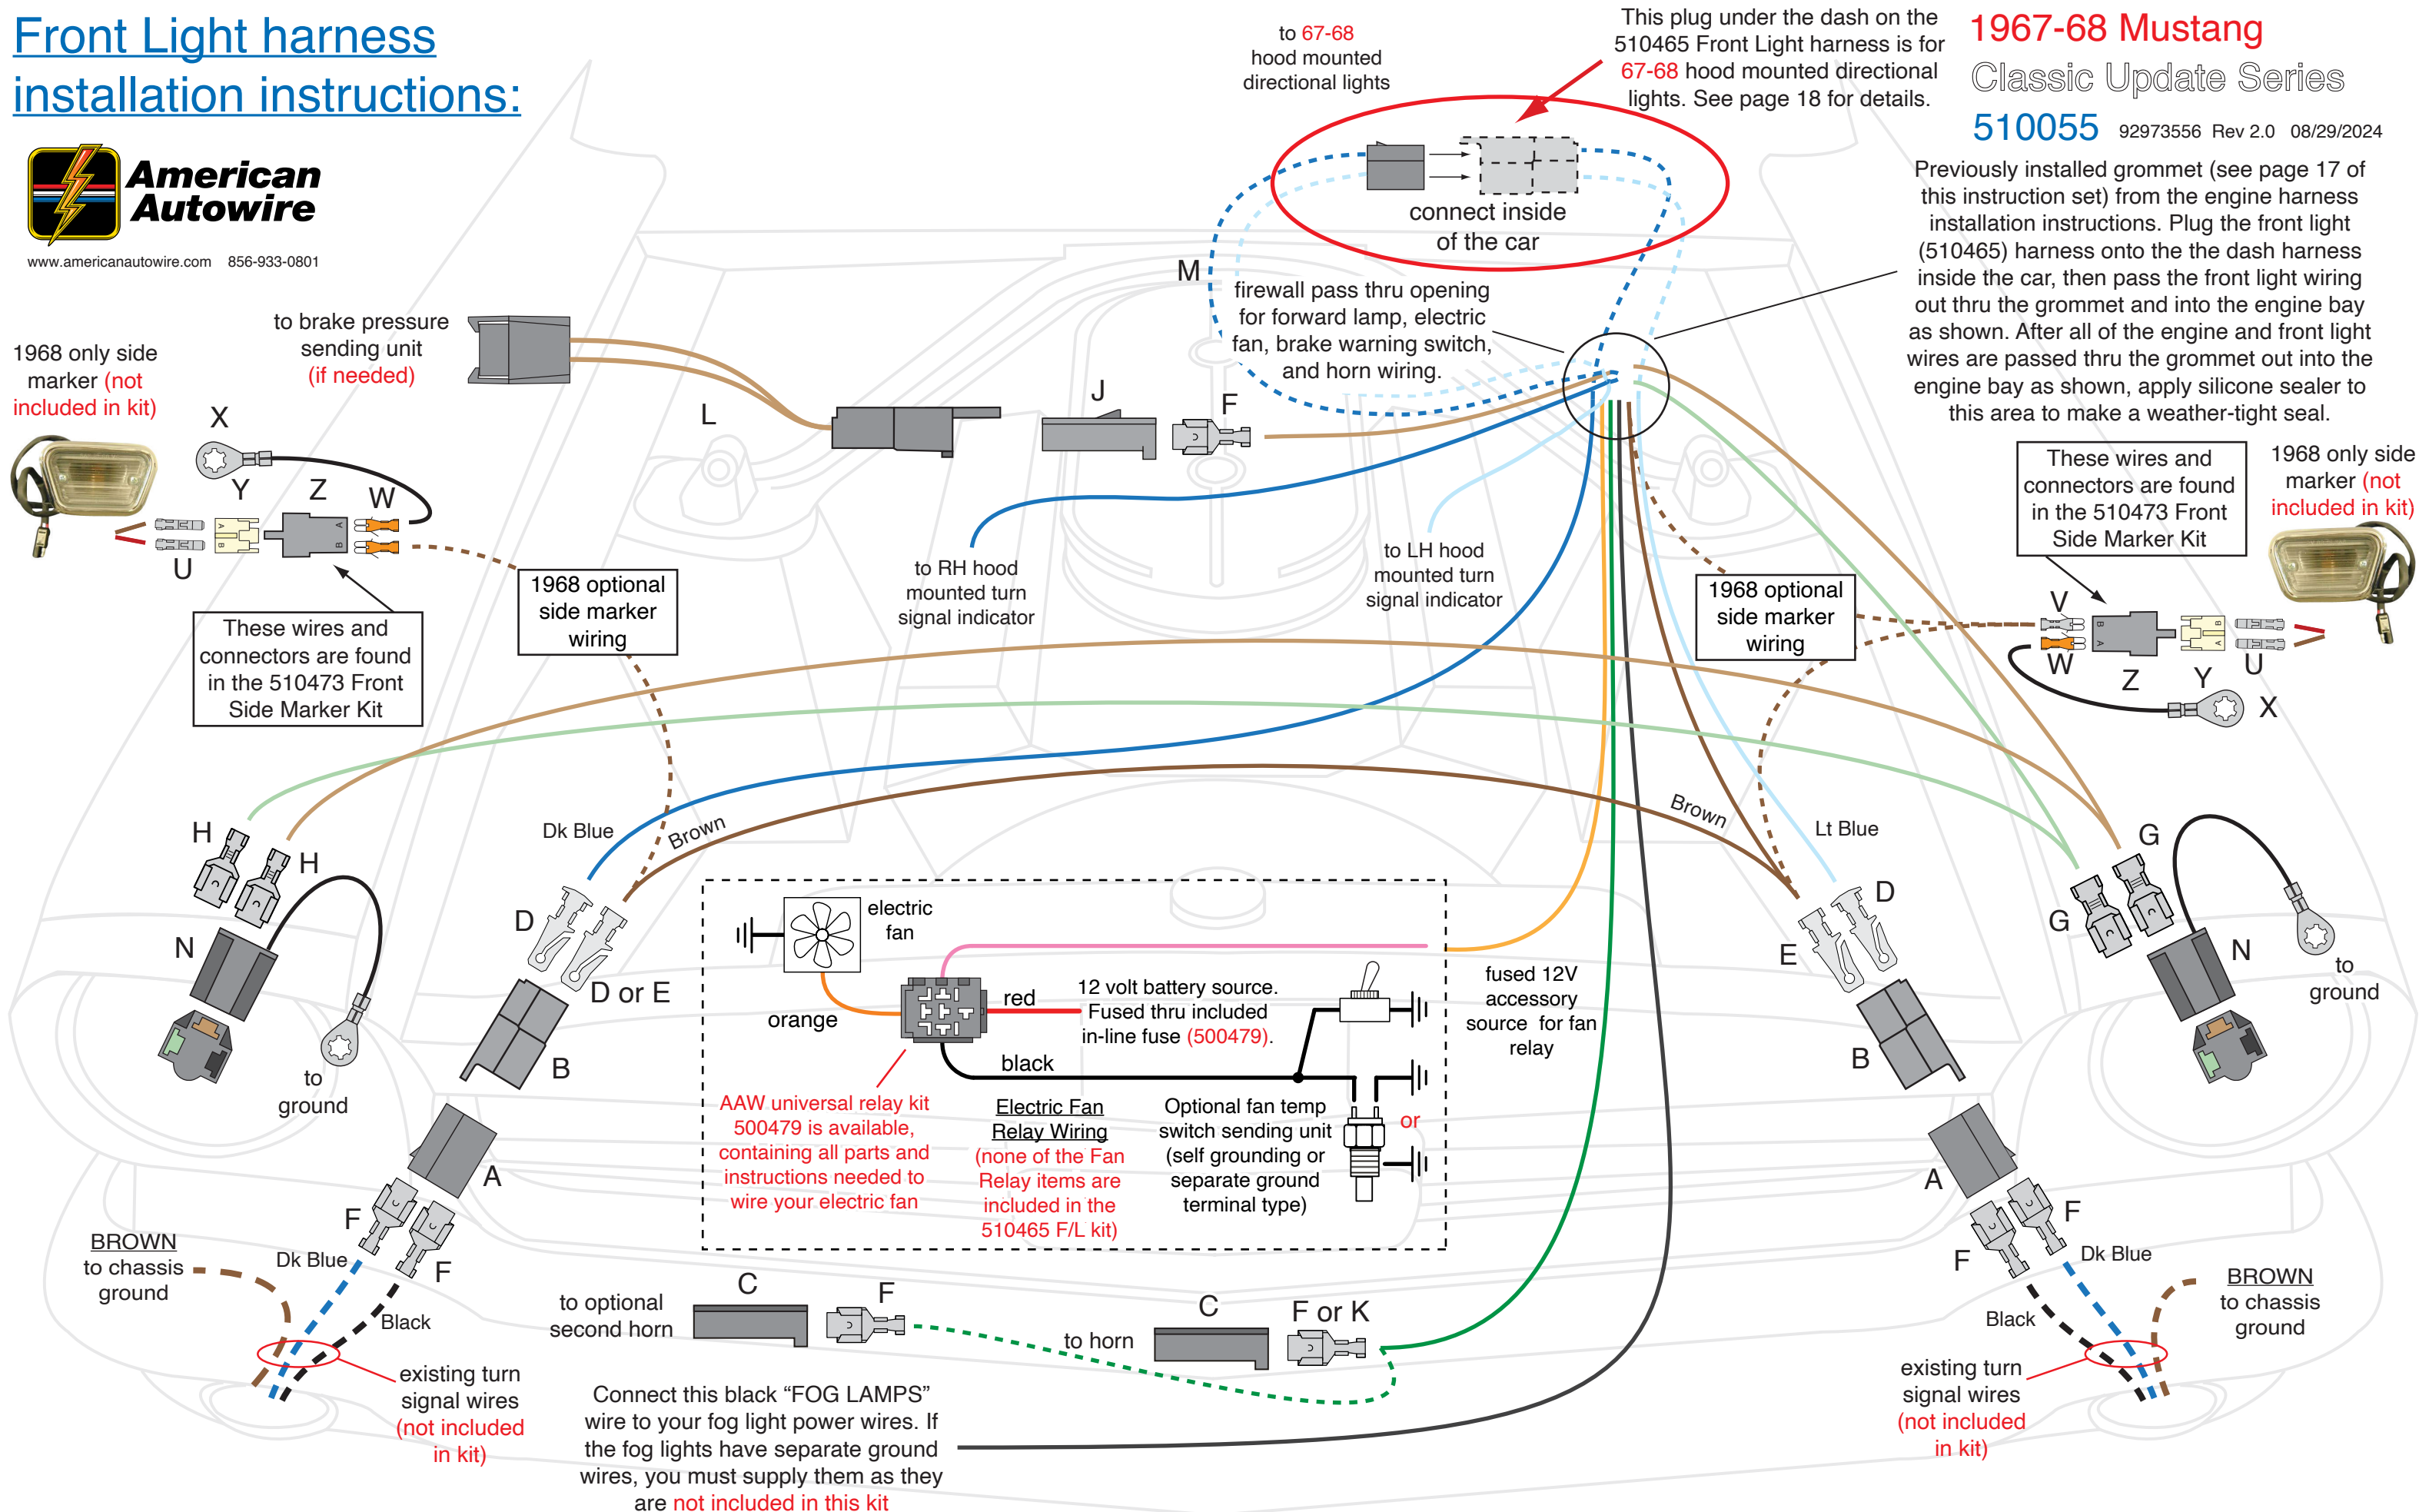 Front Light harness
installation instructions:
American
Autowire
www.americanautowire.com 856-933-0801
to 67-68
hood mounted
directional lights
This plug under the dash on the
510465 Front Light harness is for
67-68 hood mounted directional
lights. See page 18 for details.
1967-68 Mustang
Classic Update Series
510055 92973556 Rev 2.0 08/29/2024
Previously installed grommet (see page 17 of
this instruction set) from the engine harness
installation instructions. Plug the front light
(510465) harness onto the the dash harness
inside the car, then pass the front light wiring
out thru the grommet and into the engine bay
as shown. After all of the engine and front light
wires are passed thru the grommet out into the
engine bay as shown, apply silicone sealer to
this area to make a weather-tight seal.
connect inside
of the car
M
firewall pass thru opening
for forward lamp, electric
fan, brake warning switch,
and horn wiring.
to brake pressure
sending unit
(if needed)
L
J
F
1968 only side
marker (not
included in kit)
X
Y
Z
W
U
A
B
A
B
These wires and
connectors are found
in the 510473 Front
Side Marker Kit
1968 optional
side marker
wiring
to RH hood
mounted turn
signal indicator
to LH hood
mounted turn
signal indicator
1968 optional
side marker
wiring
These wires and
connectors are found
in the 510473 Front
Side Marker Kit
1968 only side
marker (not
included in kit)
V
W
Z
Y
U
X
B
A
B
A
H
H
N
to
ground
Dk Blue
Brown
D
D or E
B
A
F
F
BROWN
to chassis
ground
Dk Blue
Black
existing turn
signal wires
(not included
in kit)
electric
fan
orange
red
black
12 volt battery source.
Fused thru included
in-line fuse (500479).
AAW universal relay kit
500479 is available,
containing all parts and
instructions needed to
wire your electric fan
Electric Fan
Relay Wiring
(none of the Fan
Relay items are
included in the
510465 F/L kit)
Optional fan temp
switch sending unit
(self grounding or
separate ground
terminal type)
or
fused 12V
accessory
source for fan
relay
Brown
Lt Blue
D
E
B
A
F
F
G
G
N
to
ground
Dk Blue
Black
BROWN
to chassis
ground
existing turn
signal wires
(not included
in kit)
to optional
second horn
C
F
to horn
C
F or K
Connect this black “FOG LAMPS”
wire to your fog light power wires. If
the fog lights have separate ground
wires, you must supply them as they
are not included in this kit